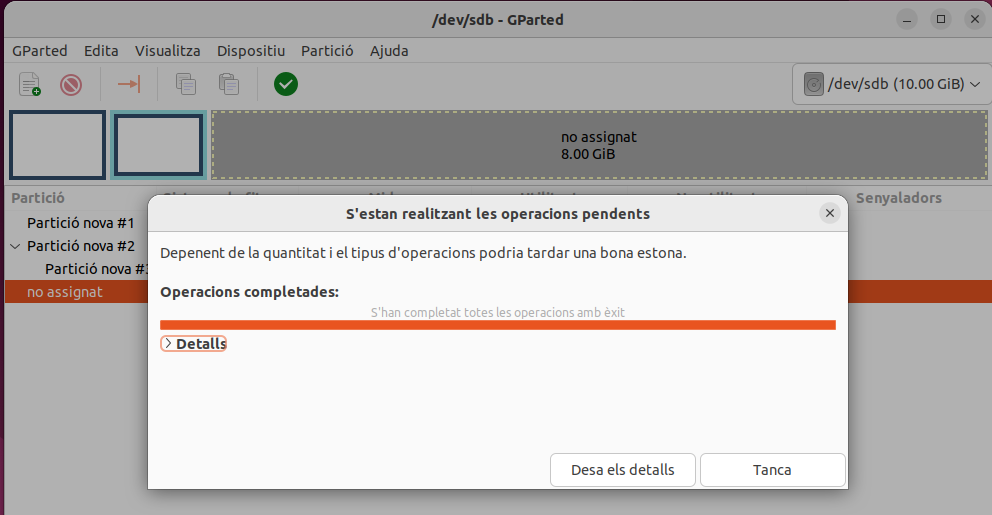 /dev/sdb - GParted
GParted Edita Visualitza Dispositiu Partició Ajuda
/dev/sdb (10.00 GiB)
no assignat
8.00 GiB
Partició
Senyaladors
S'estan realitzant les operacions pendents
Partició nova #1
Partició nova #2
Partició nova #
no assignat
Depenent de la quantitat i el tipus d'operacions podria tardar una bona estona.
Operacions completades:
S'han completat totes les operacions amb èxit
Detalls
Desa els detalls
Tanca